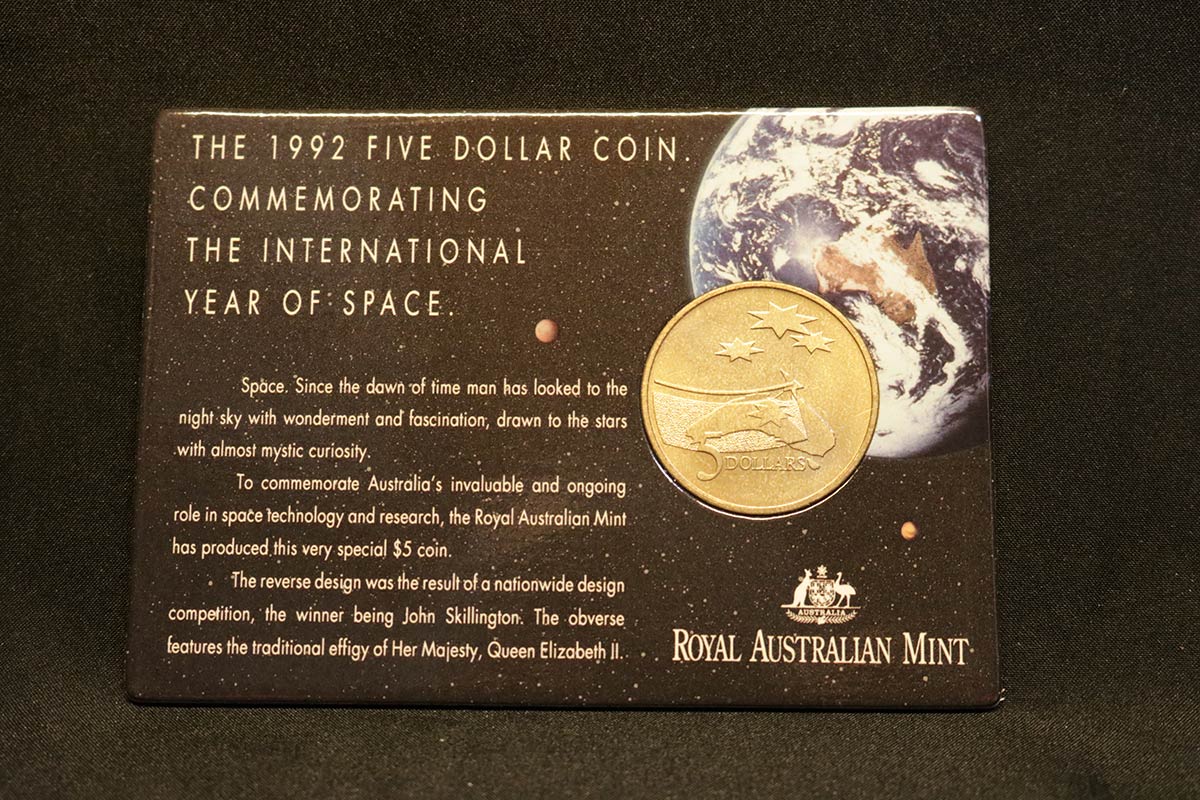 THE 1992 FIVE DOLLAR COIN.
COMMEMORATING
THE INTERNATIONAL
YEAR OF SPACE.
Space. Since the dawn of time man has looked to the
night sky with wonderment and fascination, drawn to the stars
with almost mystic curiosity.
To commemorate Australia's invaluable and ongoing
role in space technology and research, the Royal Australian Mint
has produced this very special $5 coin.
The reverse design was the result of a nationwide design
competition, the winner being John Skillington. The obverse
features the traditional effigy of Her Majesty, Queen Elizabeth II.
5 DOLLARS
AUSTRALIA
ROYAL AUSTRALIAN MINT